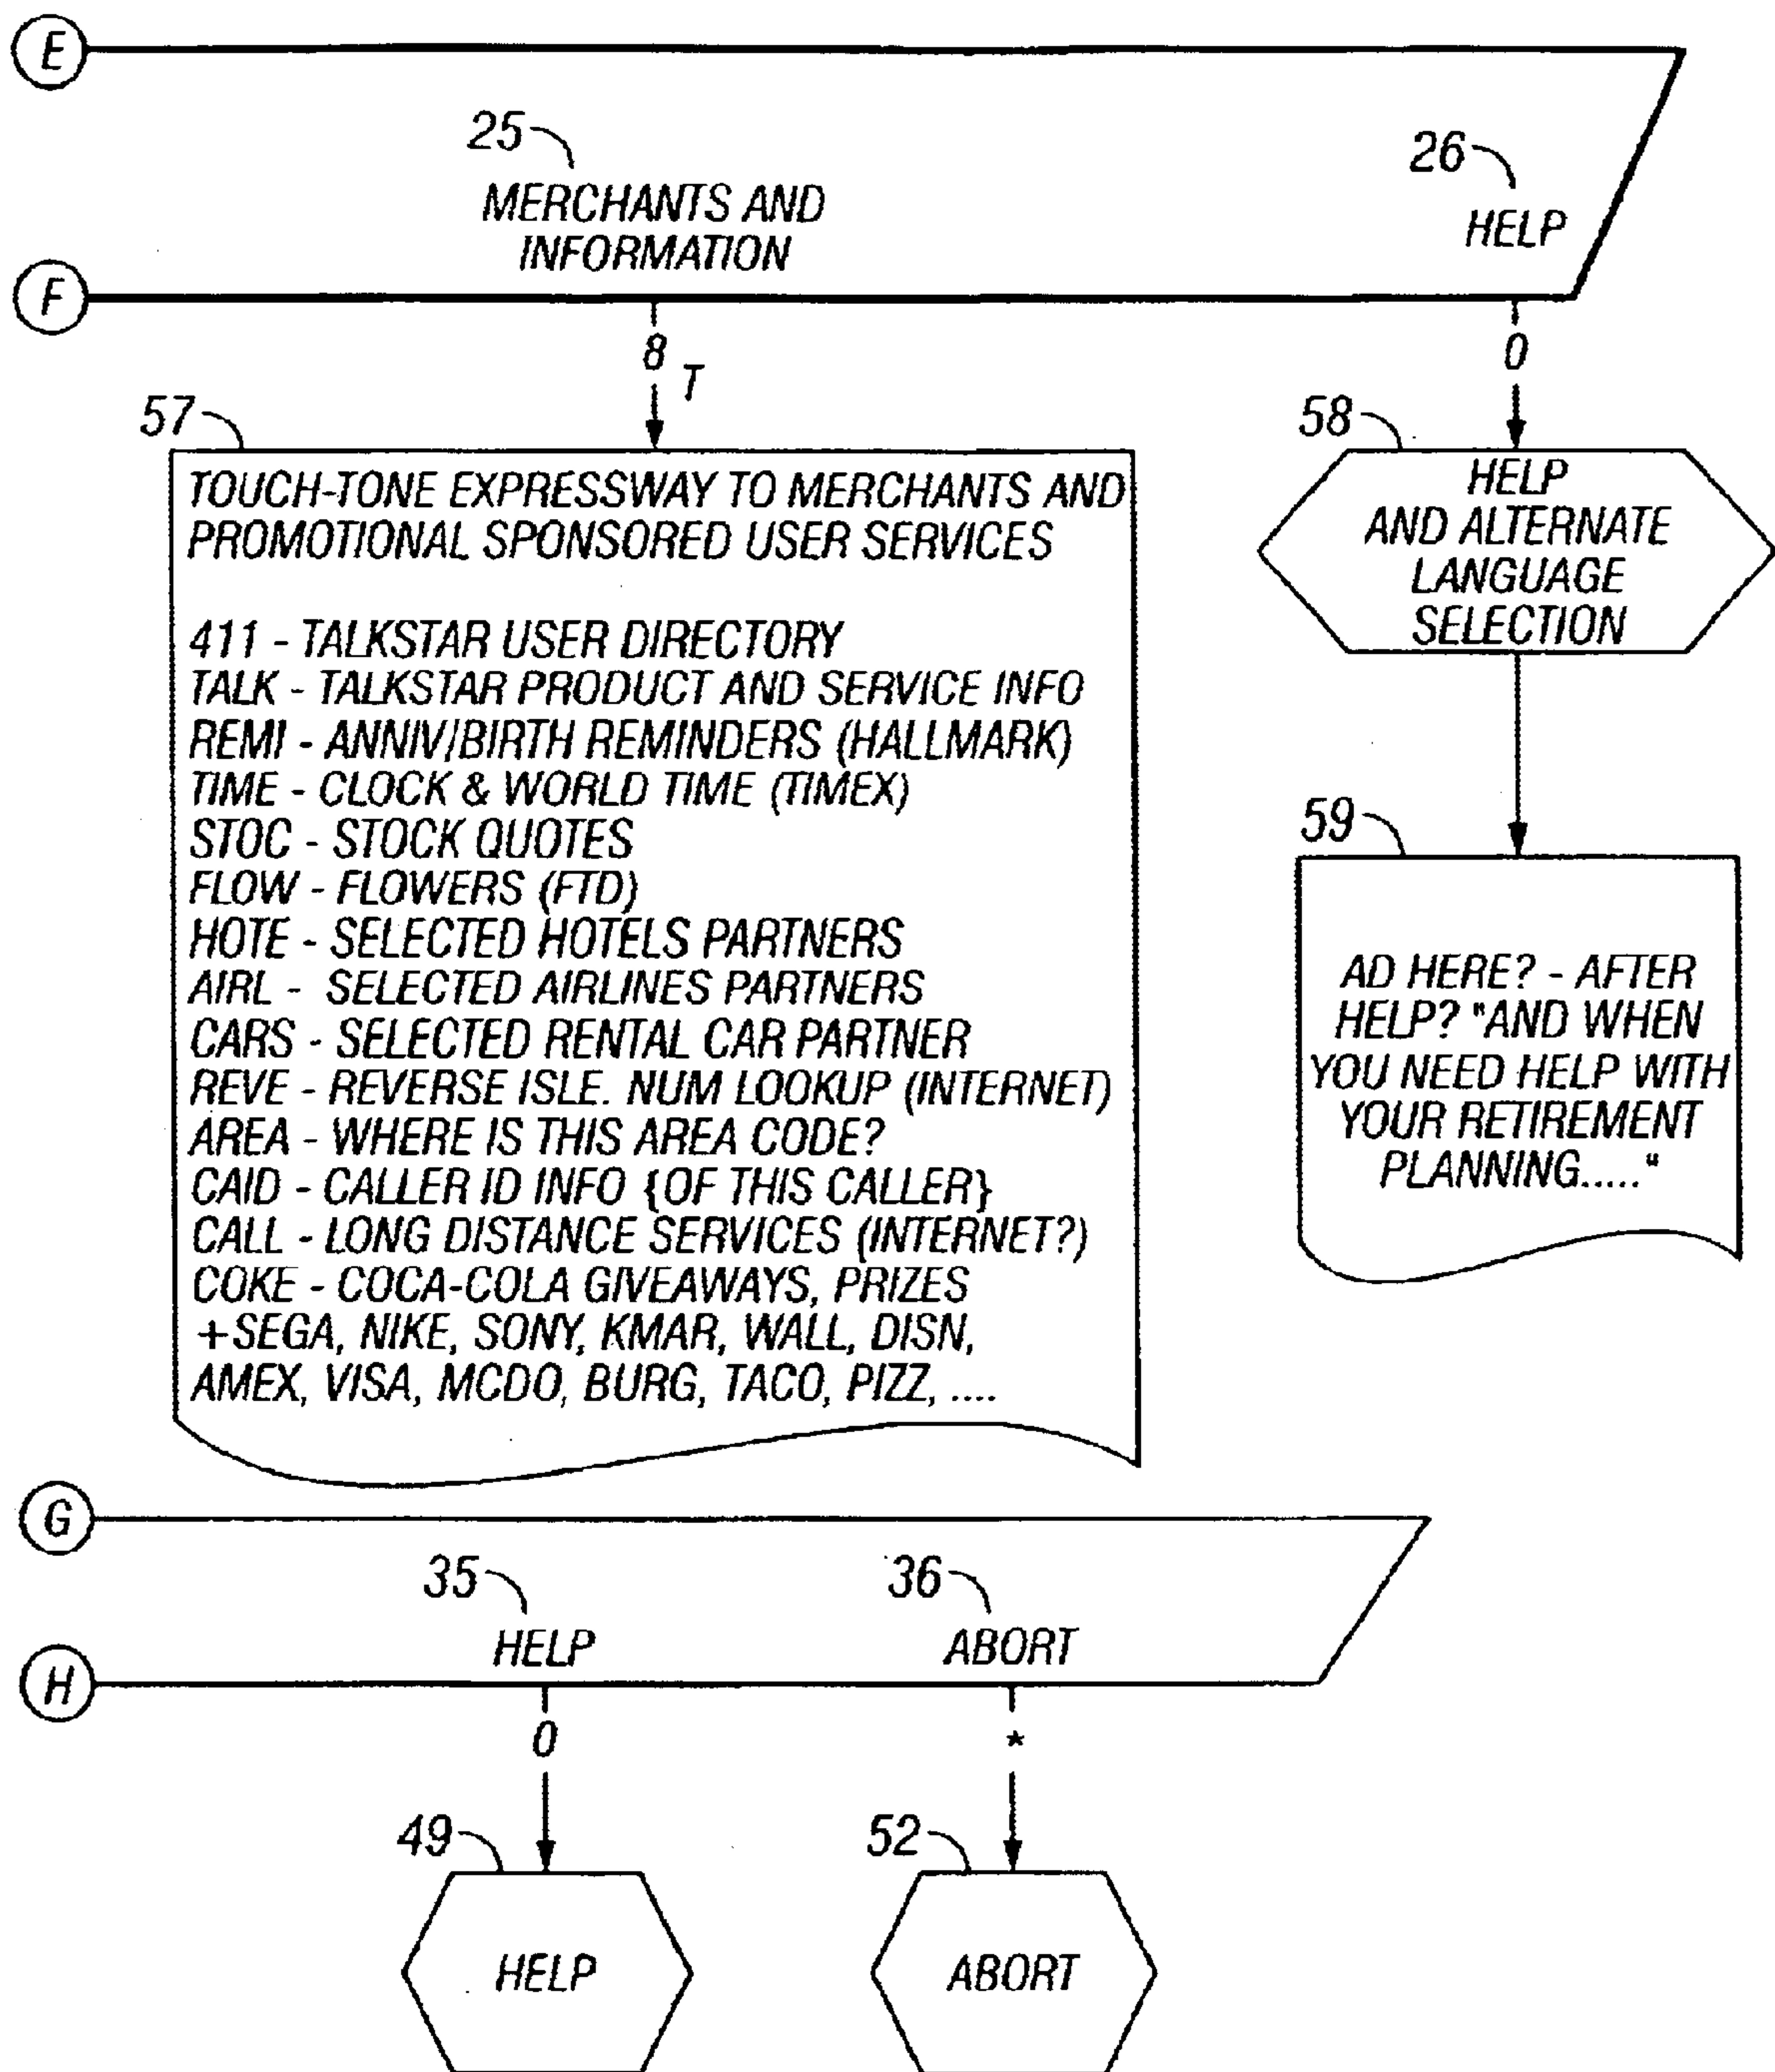 E
25
26
MERCHANTS AND
INFORMATION
HELP
F
8
T
0
57
58
TOUCH-TONE EXPRESSWAY TO MERCHANTS AND
PROMOTIONAL SPONSORED USER SERVICES
411 - TALKSTAR USER DIRECTORY
TALK - TALKSTAR PRODUCT AND SERVICE INFO
REMI - ANNIV/BIRTH REMINDERS (HALLMARK)
TIME - CLOCK & WORLD TIME (TIMEX)
STOC - STOCK QUOTES
FLOW - FLOWERS (FTD)
HOTE - SELECTED HOTELS PARTNERS
AIRL - SELECTED AIRLINES PARTNERS
CARS - SELECTED RENTAL CAR PARTNER
REVE - REVERSE ISLE. NUM LOOKUP (INTERNET)
AREA - WHERE IS THIS AREA CODE?
CAID - CALLER ID INFO {OF THIS CALLER}
CALL - LONG DISTANCE SERVICES (INTERNET?)
COKE - COCA-COLA GIVEAWAYS, PRIZES
+SEGA, NIKE, SONY, KMAR, WALL, DISN,
AMEX, VISA, MCDO, BURG, TACO, PIZZ, ....
HELP
AND ALTERNATE
LANGUAGE
SELECTION
59
AD HERE? - AFTER
HELP? "AND WHEN
YOU NEED HELP WITH
YOUR RETIREMENT
PLANNING....."
G
35
36
HELP
ABORT
H
0
*
49
52
HELP
ABORT